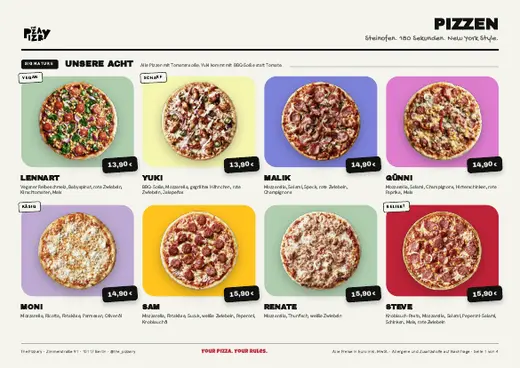 PIZZEN
Steinofen. 180 Sekunden. New York Style.
SIGNATURE
UNSERE ACHT
Alle Pizzen mit Tomatensoße, Yuki kommt mit BBQ-Soße statt Tomate.
VEGAN
SCHARF
13,90 €
13,90 €
14,90 €
14,90 €
LENNART
YUKI
MALIK
GÜNNI
Veganer Reibeschmelz, Babyspinat, rote Zwiebeln,
Kirschtomaten, Mais
BBQ-Soße, Mozzarella, gegrilltes Hähnchen, rote
Zwiebeln, Jalapeños
Mozzarella, Salami, Speck, rote Zwiebeln,
Champignons
Mozzarella, Salami, Champignons, Hinterschinken, rote
Paprika, Mais
KÄSIG
BELIEBT
14,90 €
15,90 €
15,90 €
15,90 €
MONI
SAM
RENATE
STEVE
Mozzarella, Ricotta, Fetakäse, Parmesan, Olivenöl
Mozzarella, Fetakäse, Sucuk, weiße Zwiebeln, Peperoni,
Knoblauchöl
Mozzarella, Thunfisch, weiße Zwiebeln
Knoblauch-Pesto, Mozzarella, Salami, Peperoni-Salami,
Schinken, Mais, rote Zwiebeln
YOUR PIZZA. YOUR RULES.